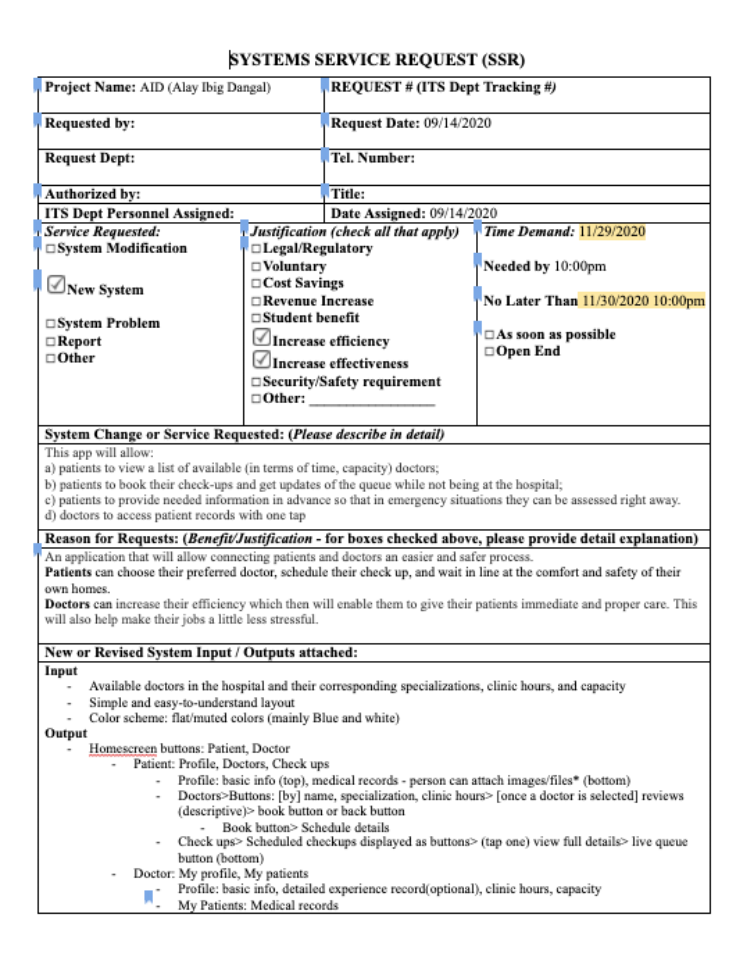 SYSTEMS SERVICE REQUEST (SSR)
Project Name: AID (Alay Ibig Dangal)
REQUEST # (ITS Dept Tracking #)
Requested by:
Request Date: 09/14/2020
Request Dept:
Tel. Number:
Authorized by:
Title:
ITS Dept Personnel Assigned:
Date Assigned: 09/14/2020
Service Requested:
□ System Modification
☑ New System
□ System Problem
□ Report
□ Other
Justification (check all that apply)
□ Legal/Regulatory
□ Voluntary
□ Cost Savings
□ Revenue Increase
□ Student benefit
☑ Increase efficiency
☑ Increase effectiveness
□ Security/Safety requirement
□ Other: __________________
Time Demand: 11/29/2020
Needed by 10:00pm
No Later Than 11/30/2020 10:00pm
□ As soon as possible
□ Open End
System Change or Service Requested: (Please describe in detail)
This app will allow:
a) patients to view a list of available (in terms of time, capacity) doctors;
b) patients to book their check-ups and get updates of the queue while not being at the hospital;
c) patients to provide needed information in advance so that in emergency situations they can be assessed right away.
d) doctors to access patient records with one tap
Reason for Requests: (Benefit/Justification - for boxes checked above, please provide detail explanation)
An application that will allow connecting patients and doctors an easier and safer process.
Patients can choose their preferred doctor, schedule their check up, and wait in line at the comfort and safety of their
own homes.
Doctors can increase their efficiency which then will enable them to give their patients immediate and proper care. This
will also help make their jobs a little less stressful.
New or Revised System Input / Outputs attached:
Input
- Available doctors in the hospital and their corresponding specializations, clinic hours, and capacity
- Simple and easy-to-understand layout
- Color scheme: flat/muted colors (mainly Blue and white)
Output
- Homescreen buttons: Patient, Doctor
- Patient: Profile, Doctors, Check ups
- Profile: basic info (top), medical records - person can attach images/files* (bottom)
- Doctors>Buttons: [by] name, specialization, clinic hours> [once a doctor is selected] reviews
(descriptive)> book button or back button
- Book button> Schedule details
- Check ups> Scheduled checkups displayed as buttons> (tap one) view full details> live queue
button (bottom)
- Doctor: My profile, My patients
- Profile: basic info, detailed experience record(optional), clinic hours, capacity
- My Patients: Medical records